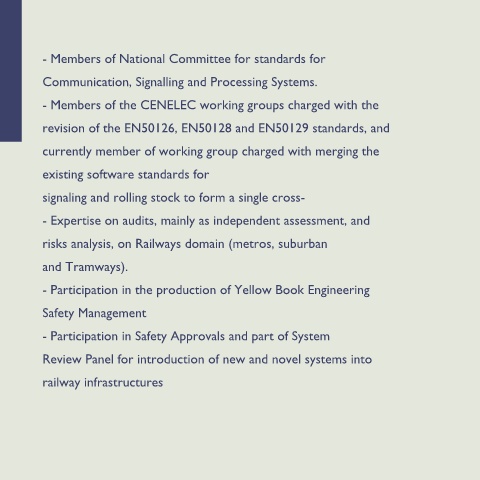 - Members of National Committee for standards for
Communication, Signalling and Processing Systems.
- Members of the CENELEC working groups charged with the
revision of the EN50126, EN50128 and EN50129 standards, and
currently member of working group charged with merging the
existing software standards for
signaling and rolling stock to form a single cross-
- Expertise on audits, mainly as independent assessment, and
risks analysis, on Railways domain (metros, suburban
and Tramways).
- Participation in the production of Yellow Book Engineering
Safety Management
- Participation in Safety Approvals and part of System
Review Panel for introduction of new and novel systems into
railway infrastructures